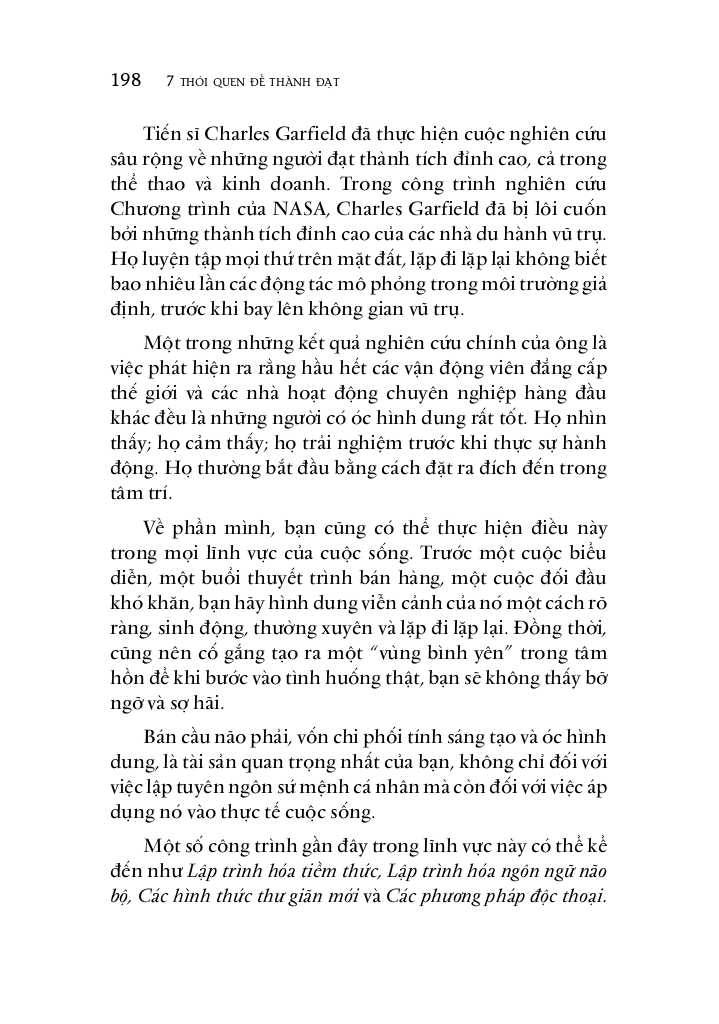 198 7 THÓI QUEN ĐỂ THÀNH ĐẠT
Tiến sĩ Charles Garfield đã thực hiện cuộc nghiên cứu
sâu rộng về những người đạt thành tích đỉnh cao, cả trong
thể thao và kinh doanh. Trong công trình nghiên cứu
Chương trình của NASA, Charles Garfield đã bị lôi cuốn
bởi những thành tích đỉnh cao của các nhà du hành vũ trụ.
Họ luyện tập mọi thứ trên mặt đất, lặp đi lặp lại không biết
bao nhiêu lần các động tác mô phỏng trong môi trường giả
định, trước khi bay lên không gian vũ trụ.
Một trong những kết quả nghiên cứu chính của ông là
việc phát hiện ra rằng hầu hết các vận động viên đẳng cấp
thế giới và các nhà hoạt động chuyên nghiệp hàng đầu
khác đều là những người có óc hình dung rất tốt. Họ nhìn
thấy; họ cảm thấy; họ trải nghiệm trước khi thực sự hành
động. Họ thường bắt đầu bằng cách đặt ra đích đến trong
tâm trí.
Về phần mình, bạn cũng có thể thực hiện điều này
trong mọi lĩnh vực của cuộc sống. Trước một cuộc biểu
diễn, một buổi thuyết trình bán hàng, một cuộc đối đầu
khó khăn, bạn hãy hình dung viễn cảnh của nó một cách rõ
ràng, sinh động, thường xuyên và lặp đi lặp lại. Đồng thời,
cũng nên cố gắng tạo ra một “vùng bình yên” trong tâm
hồn để khi bước vào tình huống thật, bạn sẽ không thấy bỡ
ngỡ và sợ hãi.
Bán cầu não phải, vốn chi phối tính sáng tạo và óc hình
dung, là tài sản quan trọng nhất của bạn, không chỉ đối với
việc lập tuyên ngôn sứ mệnh cá nhân mà còn đối với việc áp
dụng nó vào thực tế cuộc sống.
Một số công trình gần đây trong lĩnh vực này có thể kể
đến như Lập trình hóa tiềm thức, Lập trình hóa ngôn ngữ não
bộ, Các hình thức thư giãn mới và Các phương pháp độc thoại.